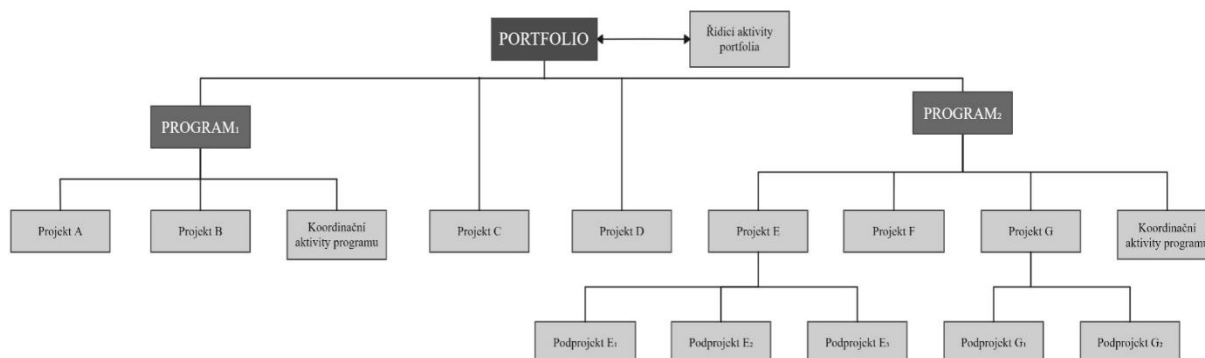 PORTFOLIO
Řídicí aktivity
portfolia
PROGRAM₁
PROGRAM₂
Projekt A
Projekt B
Koordinační
aktivity programu
Projekt C
Projekt D
Projekt E
Projekt F
Projekt G
Koordinační
aktivity programu
Podprojekt E₁
Podprojekt E₂
Podprojekt E₃
Podprojekt G₁
Podprojekt G₂